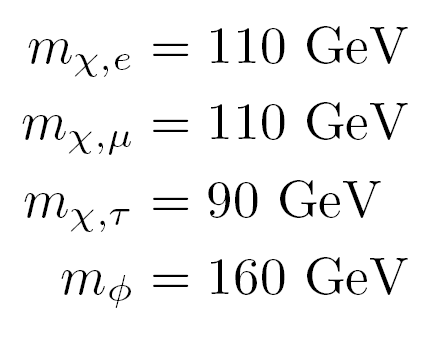 m_{χ,e} = 110 GeV
m_{χ,μ} = 110 GeV
m_{χ,τ} = 90 GeV
m_ϕ = 160 GeV